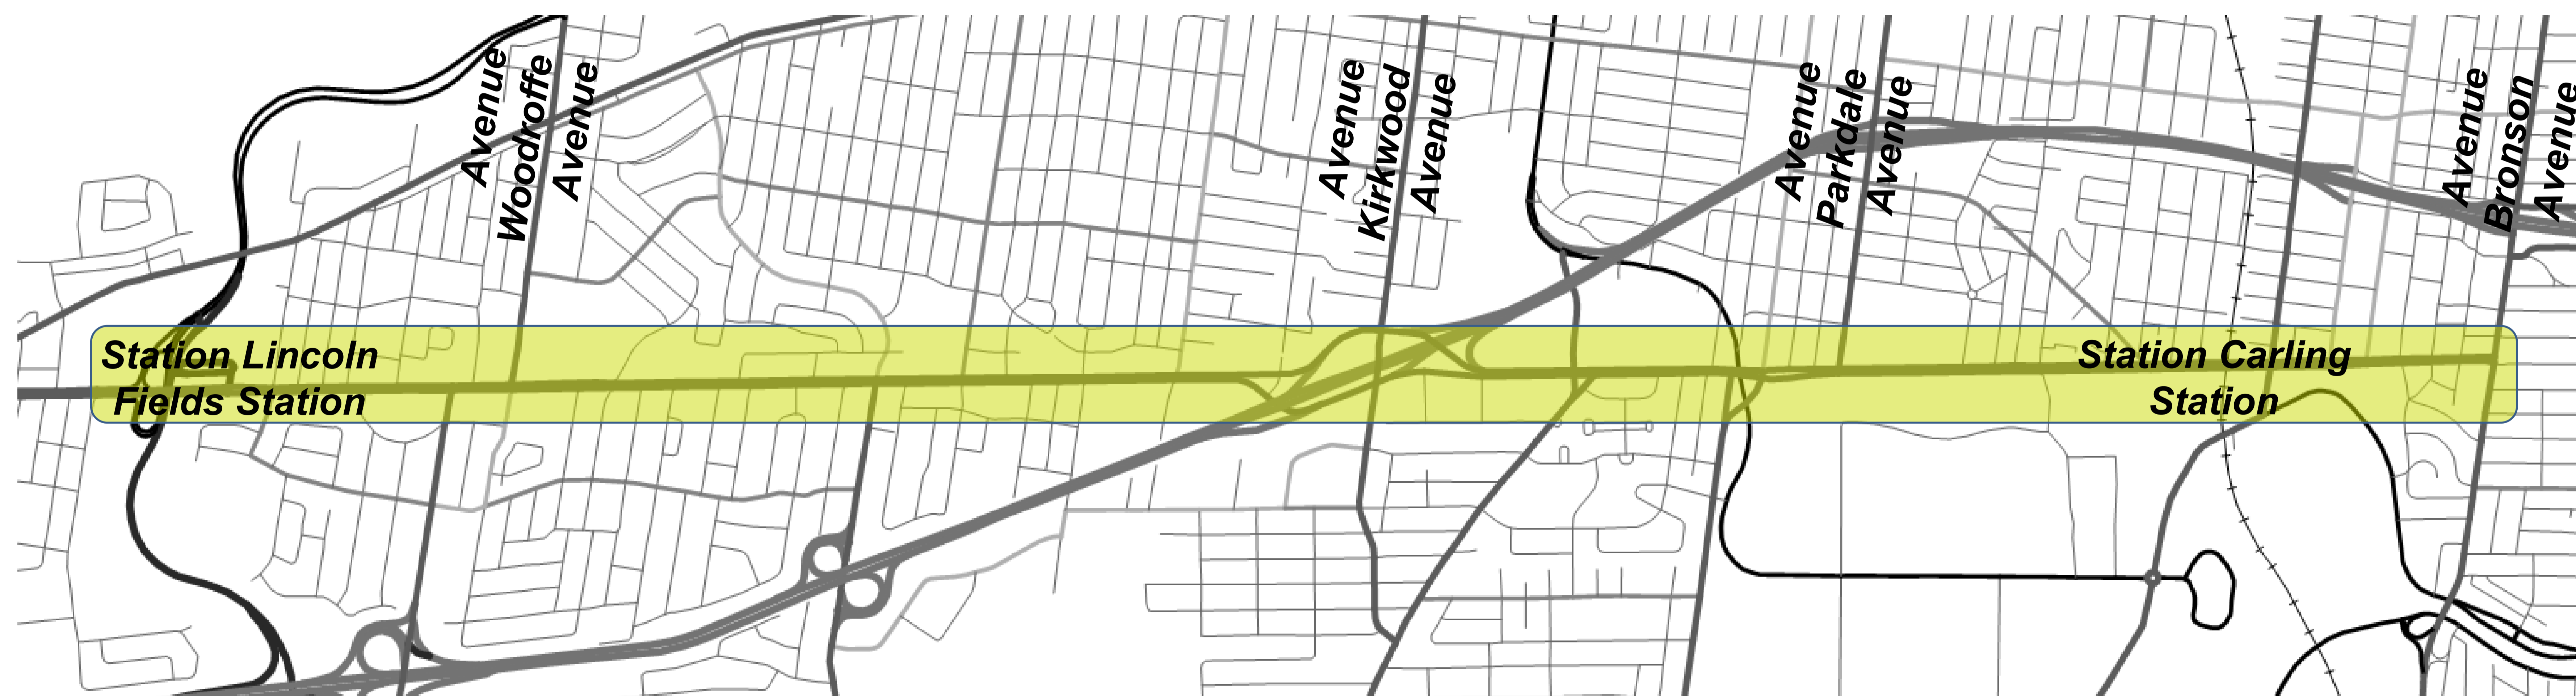 Avenue
Woodroffe
Avenue
Avenue
Kirkwood
Avenue
Avenue
Parkdale
Avenue
Avenue
Bronson
Avenue
Station Lincoln
Fields Station
Station Carling
Station